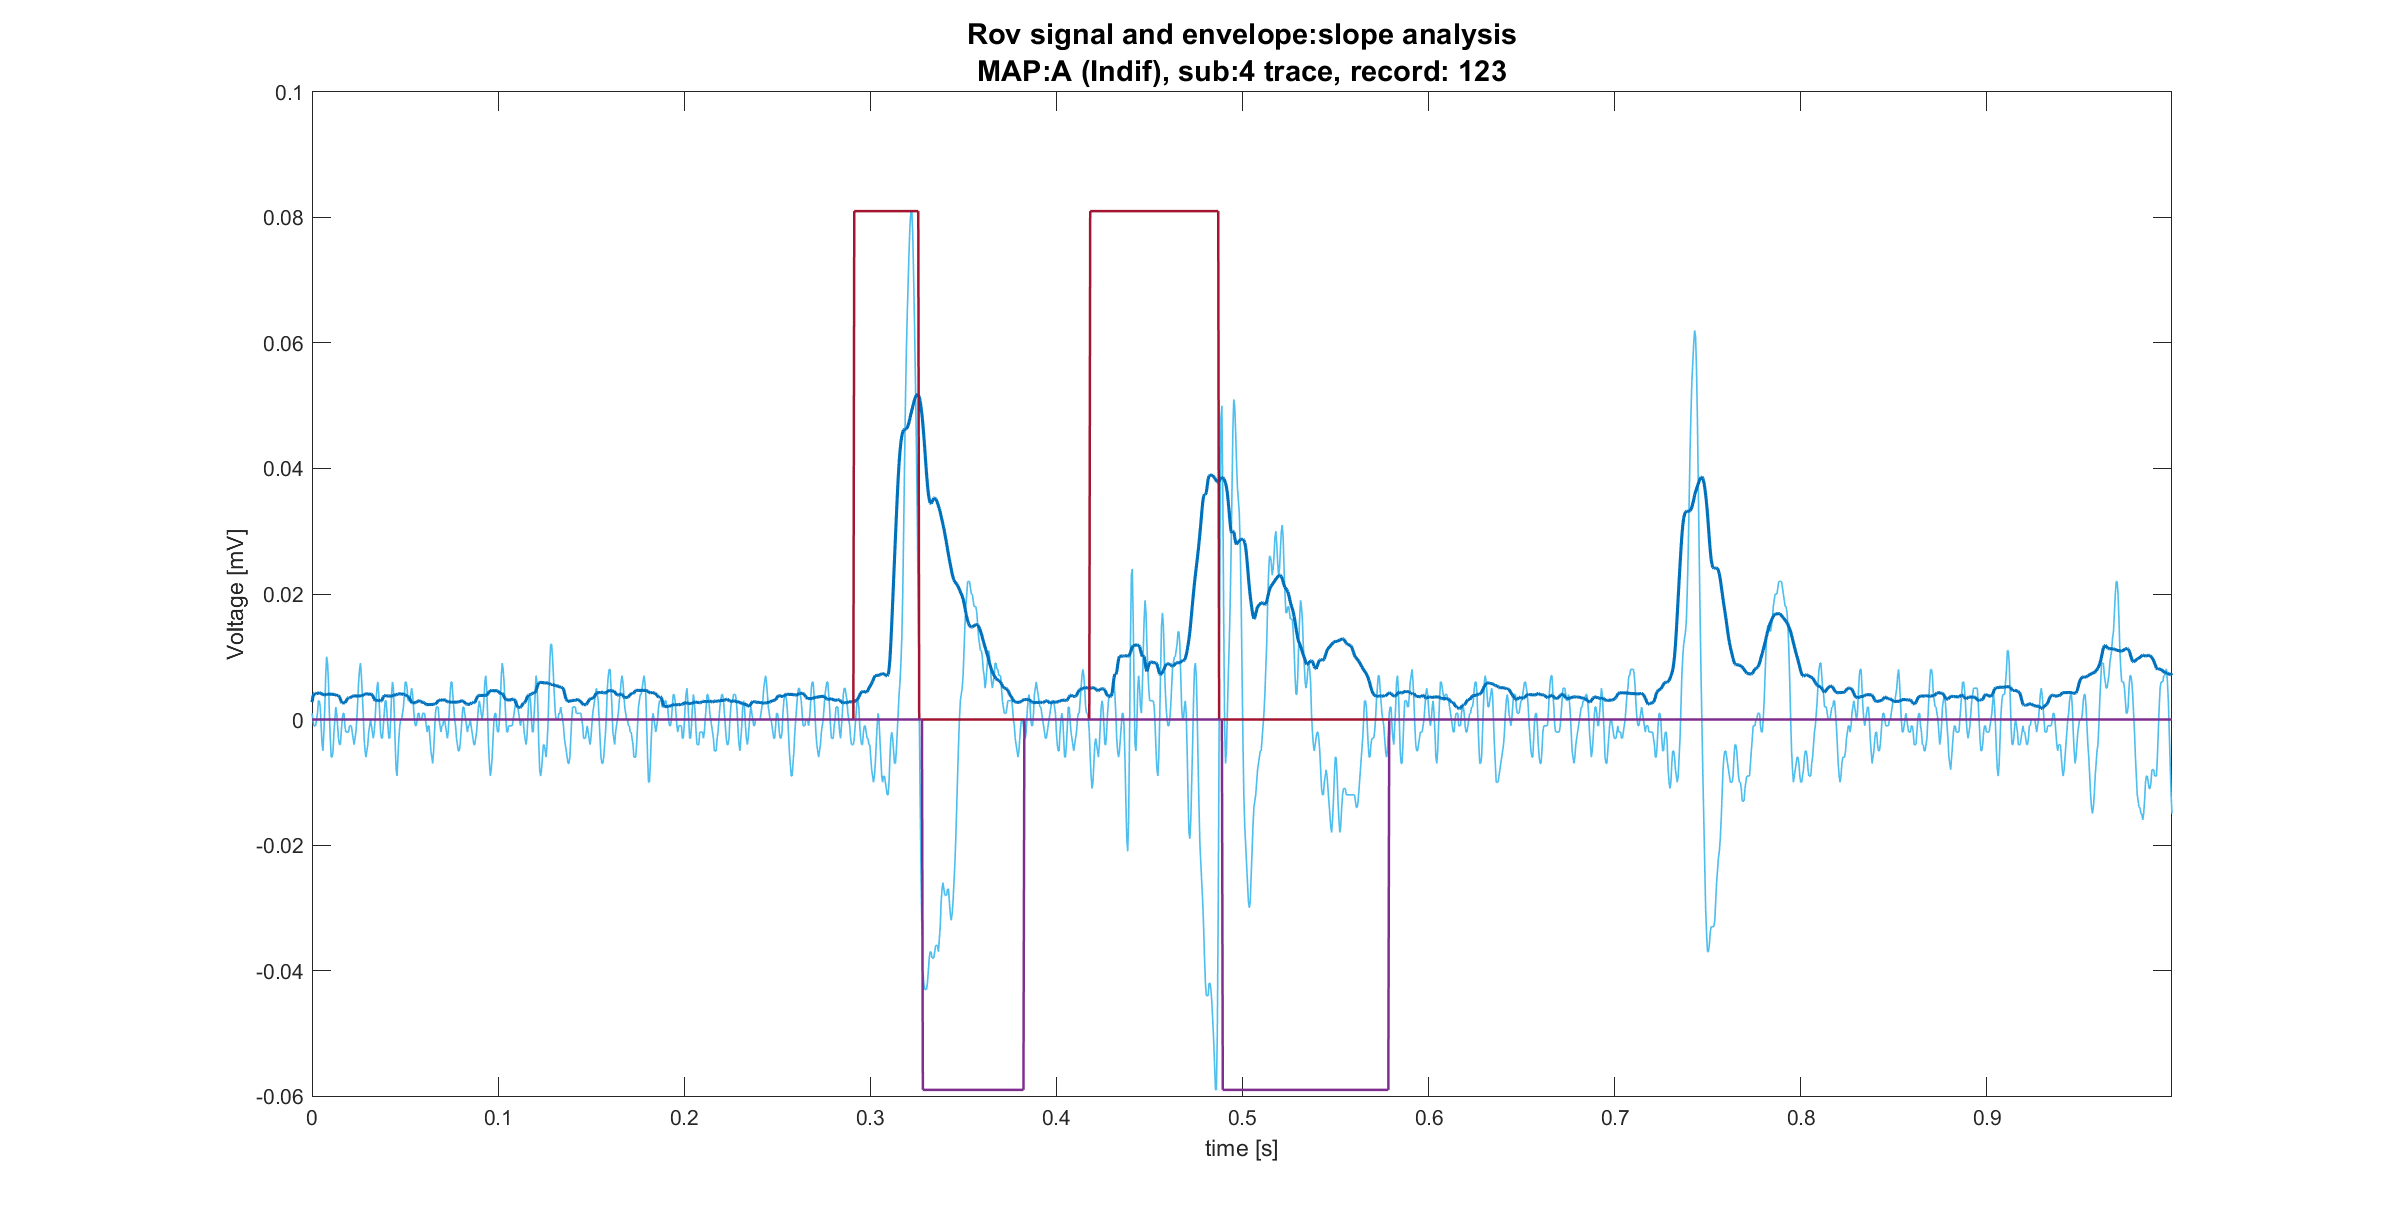 Rov signal and envelope:slope analysis
MAP:A (Indif), sub:4 trace, record: 123
0.1
0.08
0.06
0.04
0.02
0
-0.02
-0.04
-0.06
Voltage [mV]
0 0.1 0.2 0.3 0.4 0.5 0.6 0.7 0.8 0.9
time [s]